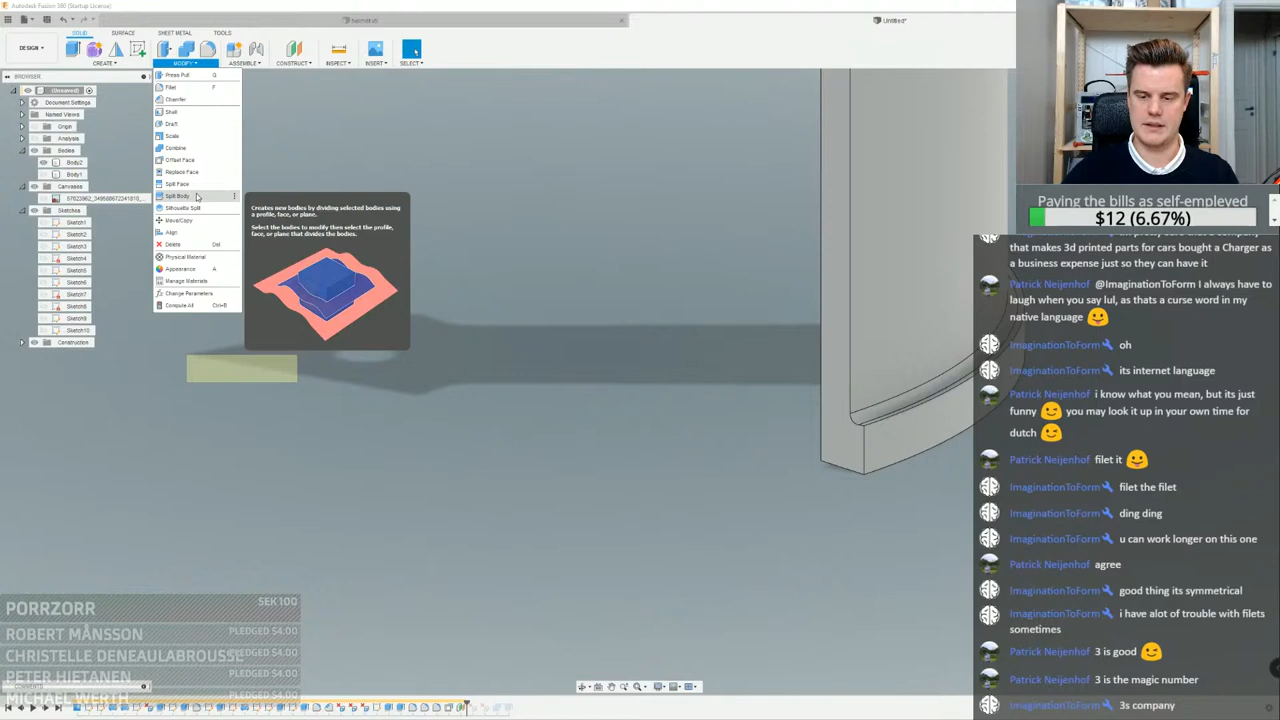 Autodesk Fusion 360 (Startup License)
Untitled*
SOLID
SURFACE
SHEET METAL
TOOLS
DESIGN
CREATE
MODIFY
ASSEMBLE
CONSTRUCT
INSPECT
INSERT
SELECT
BROWSER
(Unsaved)
Document Settings
Named Views
Origin
Analysis
Bodies
Body2
Body1
Canvases
Sketches
Sketch1
Sketch2
Sketch3
Sketch4
Sketch5
Sketch6
Sketch7
Sketch8
Sketch9
Sketch10
Construction
Press Pull Q
Fillet F
Chamfer
Shell
Draft
Scale
Combine
Offset Face
Replace Face
Split Face
Split Body
Silhouette Split
Move/Copy
Align
Delete Del
Physical Material
Appearance A
Manage Materials
Change Parameters
Compute All Ctrl+B
Creates new bodies by dividing selected bodies using
a profile, face, or plane.
Select the bodies to modify then select the profile,
face, or plane that divides the bodies.
Paying the bills as self-employed
$12 (6.67%)
that makes 3d printed parts for cars bought a Charger as
a business expense just so they can have it
Patrick Neijenhof @ImaginationToForm I always have to
laugh when you say lul, as thats a curse word in my
native language
ImaginationToForm oh
ImaginationToForm its internet language
Patrick Neijenhof i know what you mean, but its just
funny you may look it up in your own time for
dutch
Patrick Neijenhof filet it
ImaginationToForm filet the filet
ImaginationToForm ding ding
ImaginationToForm u can work longer on this one
Patrick Neijenhof agree
ImaginationToForm good thing its symmetrical
ImaginationToForm i have alot of trouble with filets
sometimes
Patrick Neijenhof 3 is good
Patrick Neijenhof 3 is the magic number
ImaginationToForm 3s company
PORRZORR SEK 100
ROBERT MÅNSSON PLEDGED $4.00
CHRISTELLE DENEAULABROUSSE PLEDGED $4.00
PETER HIETANEN PLEDGED $4.00
MICHAEL WERTH PLEDGED $4.00
COMMENTS